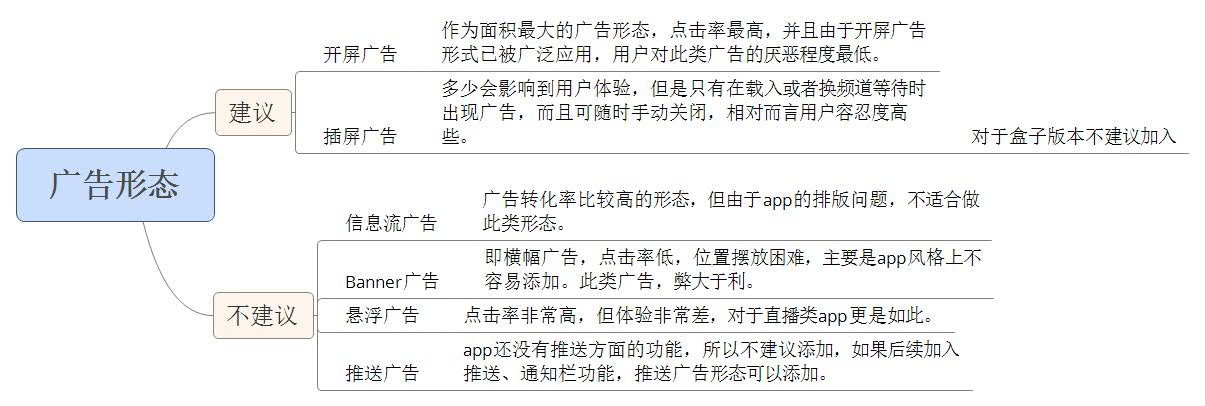 广告形态
建议
开屏广告
作为面积最大的广告形态，点击率最高，并且由于开屏广告
形式已被广泛应用，用户对此类广告的厌恶程度最低。
插屏广告
多少会影响到用户体验，但是只有在载入或者换频道等待时
出现广告，而且可随时手动关闭，相对而言用户容忍度高
些。
对于盒子版本不建议加入
不建议
信息流广告
广告转化率比较高的形态，但由于app的排版问题，不适合做
此类形态。
Banner广告
即横幅广告，点击率低，位置摆放困难，主要是app风格上不
容易添加。此类广告，弊大于利。
悬浮广告
点击率非常高，但体验非常差，对于直播类app更是如此。
推送广告
app还没有推送方面的功能，所以不建议添加，如果后续加入
推送、通知栏功能，推送广告形态可以添加。